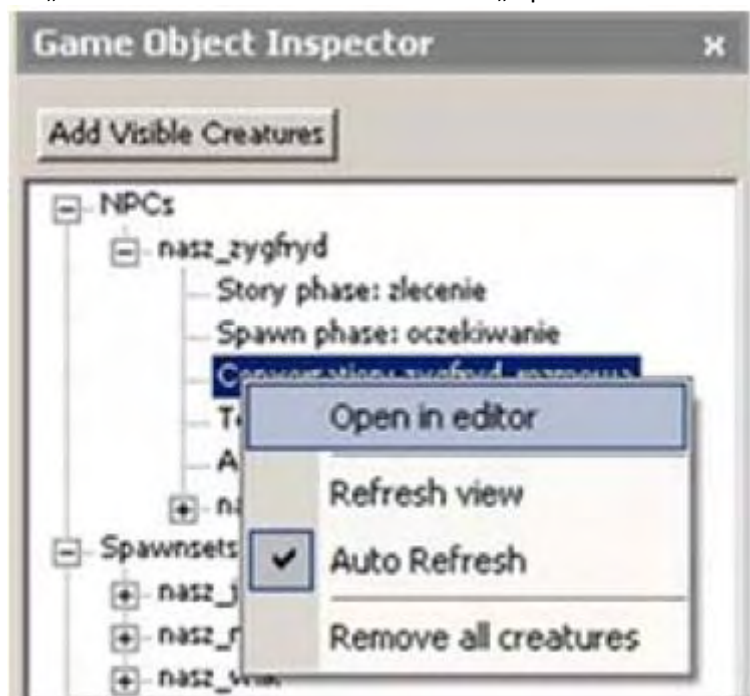 Game Object Inspector
Add Visible Creatures
NPCs
nasz_zygfryd
Story phase: zlecenie
Spawn phase: oczekiwanie
Open in editor
Refresh view
Spawnsets
Auto Refresh
Remove all creatures